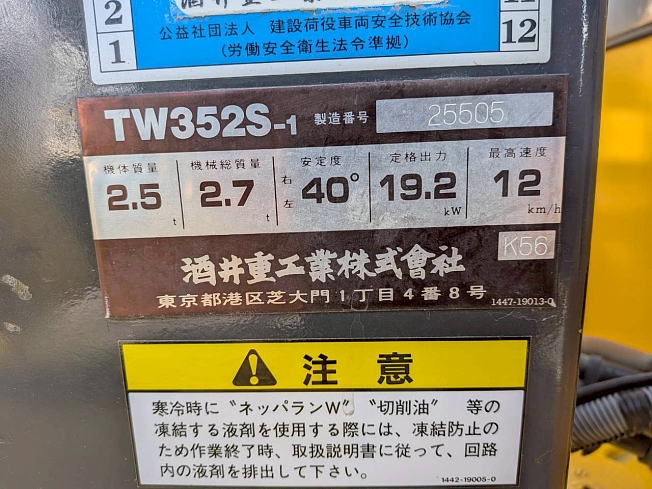 2
1
酒井重工業
公益社団法人 建設荷役車両安全技術協会
(労働安全衛生法令準拠)
11
12
TW352S-1 製造番号 25505
機体質量 機械総質量 安定度 定格出力 最高速度
2.5 t 2.7 t 右 左 40° 19.2 kW 12 km/h
K56
酒井重工業株式會社
東京都港区芝大門1丁目4番8号 1447-19013-0
注意
寒冷時に〝ネッパランW〟〝切削油〟 等の
凍結する液剤を使用する際には、凍結防止の
ため作業終了時、取扱説明書に従って、回路
内の液剤を排出して下さい。 1442-19005-0